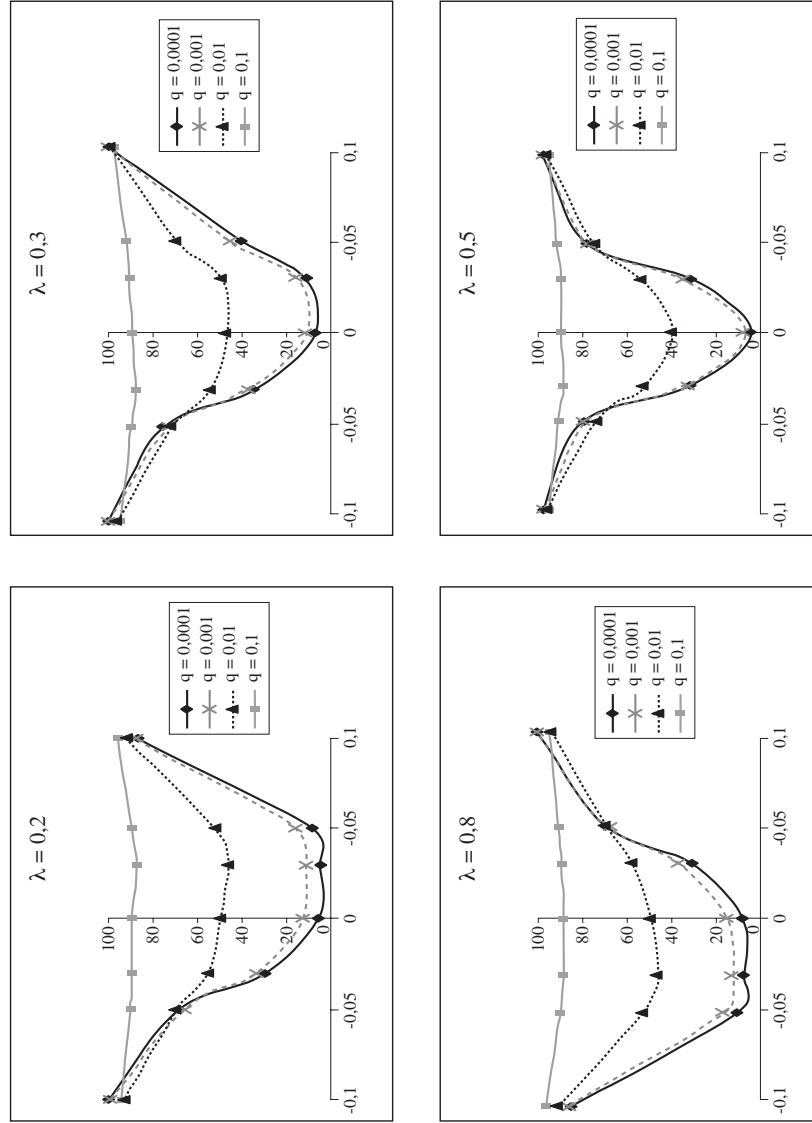 λ = 0,2
100
80
60
40
20
0
-0,1
-0,05
0
-0,05
0,1
q = 0,0001
q = 0,001
q = 0,01
q = 0,1
λ = 0,3
100
80
60
40
20
0
-0,1
-0,05
0
-0,05
0,1
q = 0,0001
q = 0,001
q = 0,01
q = 0,1
λ = 0,8
100
80
60
40
20
0
-0,1
-0,05
0
-0,05
0,1
q = 0,0001
q = 0,001
q = 0,01
q = 0,1
λ = 0,5
100
80
60
40
20
0
-0,1
-0,05
0
-0,05
0,1
q = 0,0001
q = 0,001
q = 0,01
q = 0,1